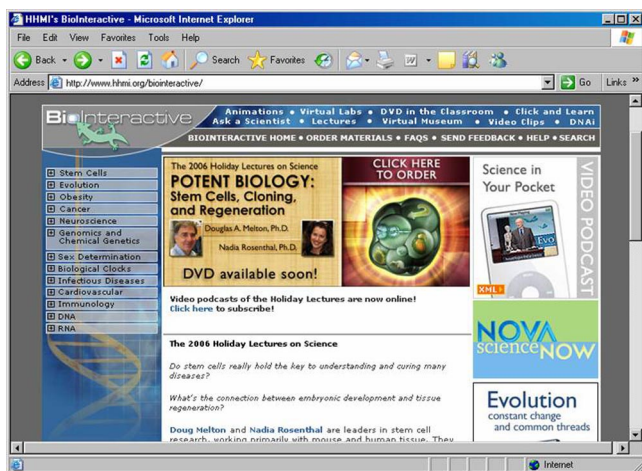 HHMI's BioInteractive - Microsoft Internet Explorer
File Edit View Favorites Tools Help
Back Search Favorites
Address http://www.hhmi.org/biointeractive/ Go Links »
BioInteractive
Animations • Virtual Labs • DVD in the Classroom • Click and Learn
Ask a Scientist • Lectures • Virtual Museum • Video Clips • DNAi
BIOINTERACTIVE HOME • ORDER MATERIALS • FAQS • SEND FEEDBACK • HELP • SEARCH
Stem Cells
Evolution
Obesity
Cancer
Neuroscience
Genomics and
Chemical Genetics
Sex Determination
Biological Clocks
Infectious Diseases
Cardiovascular
Immunology
DNA
RNA
The 2006 Holiday Lectures on Science
POTENT BIOLOGY:
Stem Cells, Cloning,
and Regeneration
Douglas A. Melton, Ph.D.
Nadia Rosenthal, Ph.D.
DVD available soon!
CLICK HERE
TO ORDER
Video podcasts of the Holiday Lectures are now online!
Click here to subscribe!
The 2006 Holiday Lectures on Science
Do stem cells really hold the key to understanding and curing many
diseases?
What's the connection between embryonic development and tissue
regeneration?
Doug Melton and Nadia Rosenthal are leaders in stem cell
research, working primarily with mouse and human tissue. They
Science in
Your Pocket
VIDEO PODCAST
Evo
XML
NOVA
scienceNOW
Evolution
constant change
and common threads
Internet